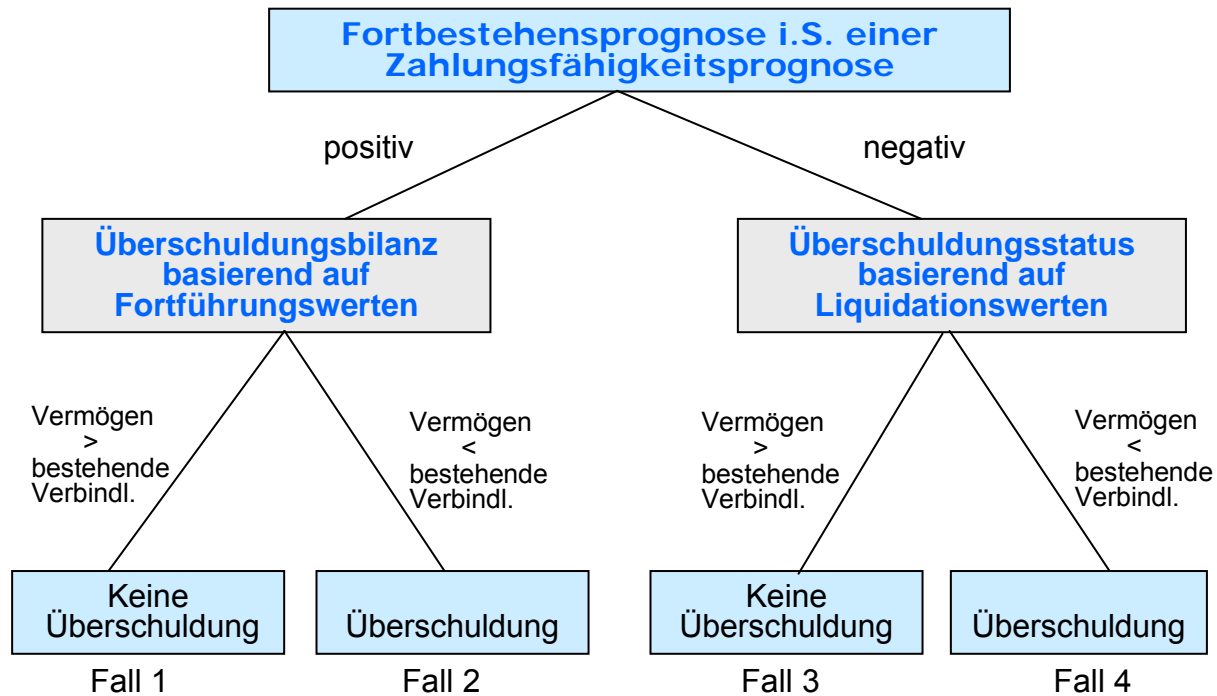 Fortbestehensprognose i.S. einer
Zahlungsfähigkeitsprognose
positiv
negativ
Überschuldungsbilanz
basierend auf
Fortführungswerten
Überschuldungsstatus
basierend auf
Liquidationswerten
Vermögen
>
bestehende
Verbindl.
Vermögen
<
bestehende
Verbindl.
Vermögen
>
bestehende
Verbindl.
Vermögen
<
bestehende
Verbindl.
Keine
Überschuldung
Überschuldung
Keine
Überschuldung
Überschuldung
Fall 1
Fall 2
Fall 3
Fall 4